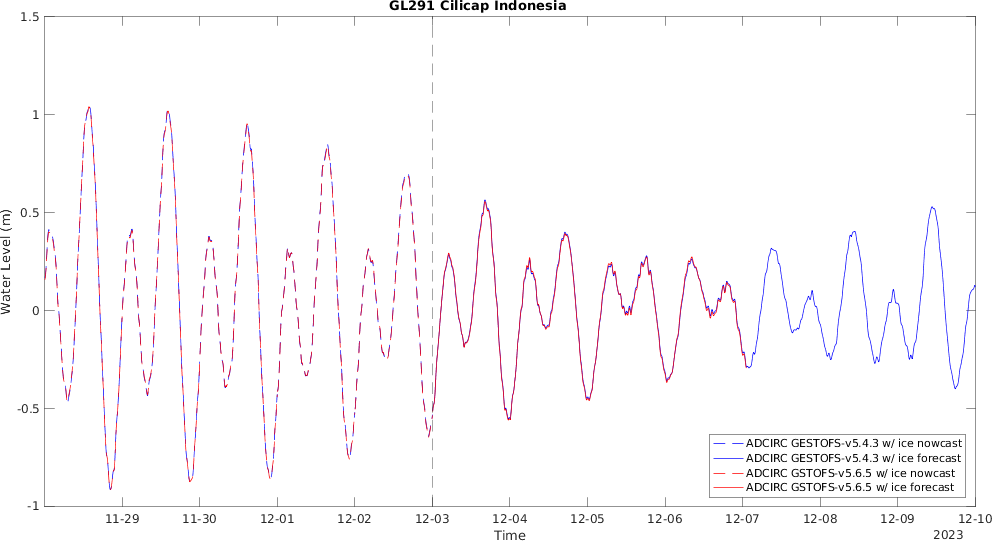 GL291 Cilicap Indonesia
1.5
1
0.5
0
-0.5
-1
Water Level (m)
11-29
11-30
12-01
12-02
12-03
12-04
12-05
12-06
12-07
12-08
12-09
12-10
Time
2023
ADCIRC GESTOFS-v5.4.3 w/ ice nowcast
ADCIRC GESTOFS-v5.4.3 w/ ice forecast
ADCIRC GSTOFS-v5.6.5 w/ ice nowcast
ADCIRC GSTOFS-v5.6.5 w/ ice forecast